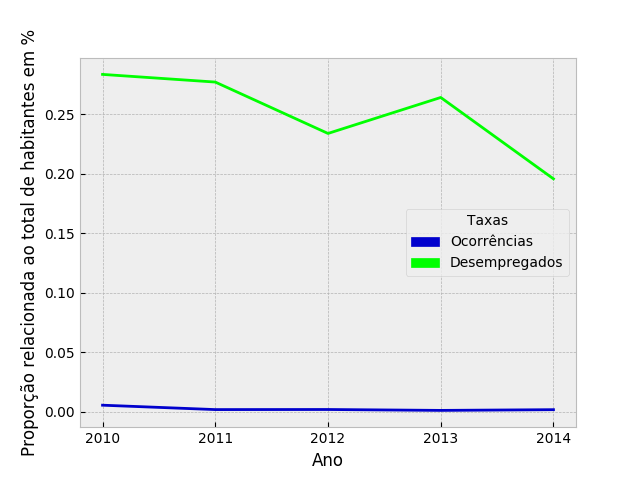 Proporção relacionada ao total de habitantes em %
0.25
0.20
0.15
0.10
0.05
0.00
Taxas
Ocorrências
Desempregados
2010 2011 2012 2013 2014
Ano